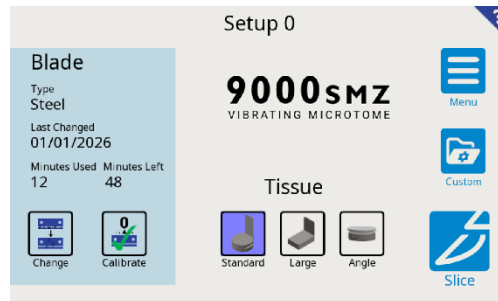 Setup 0
?
Blade
Type
Steel
Last Changed
01/01/2026
Minutes Used Minutes Left
12 48
0
Change Calibrate
9000SMZ
VIBRATING MICROTOME
Tissue
Standard Large Angle
Menu
Custom
Slice